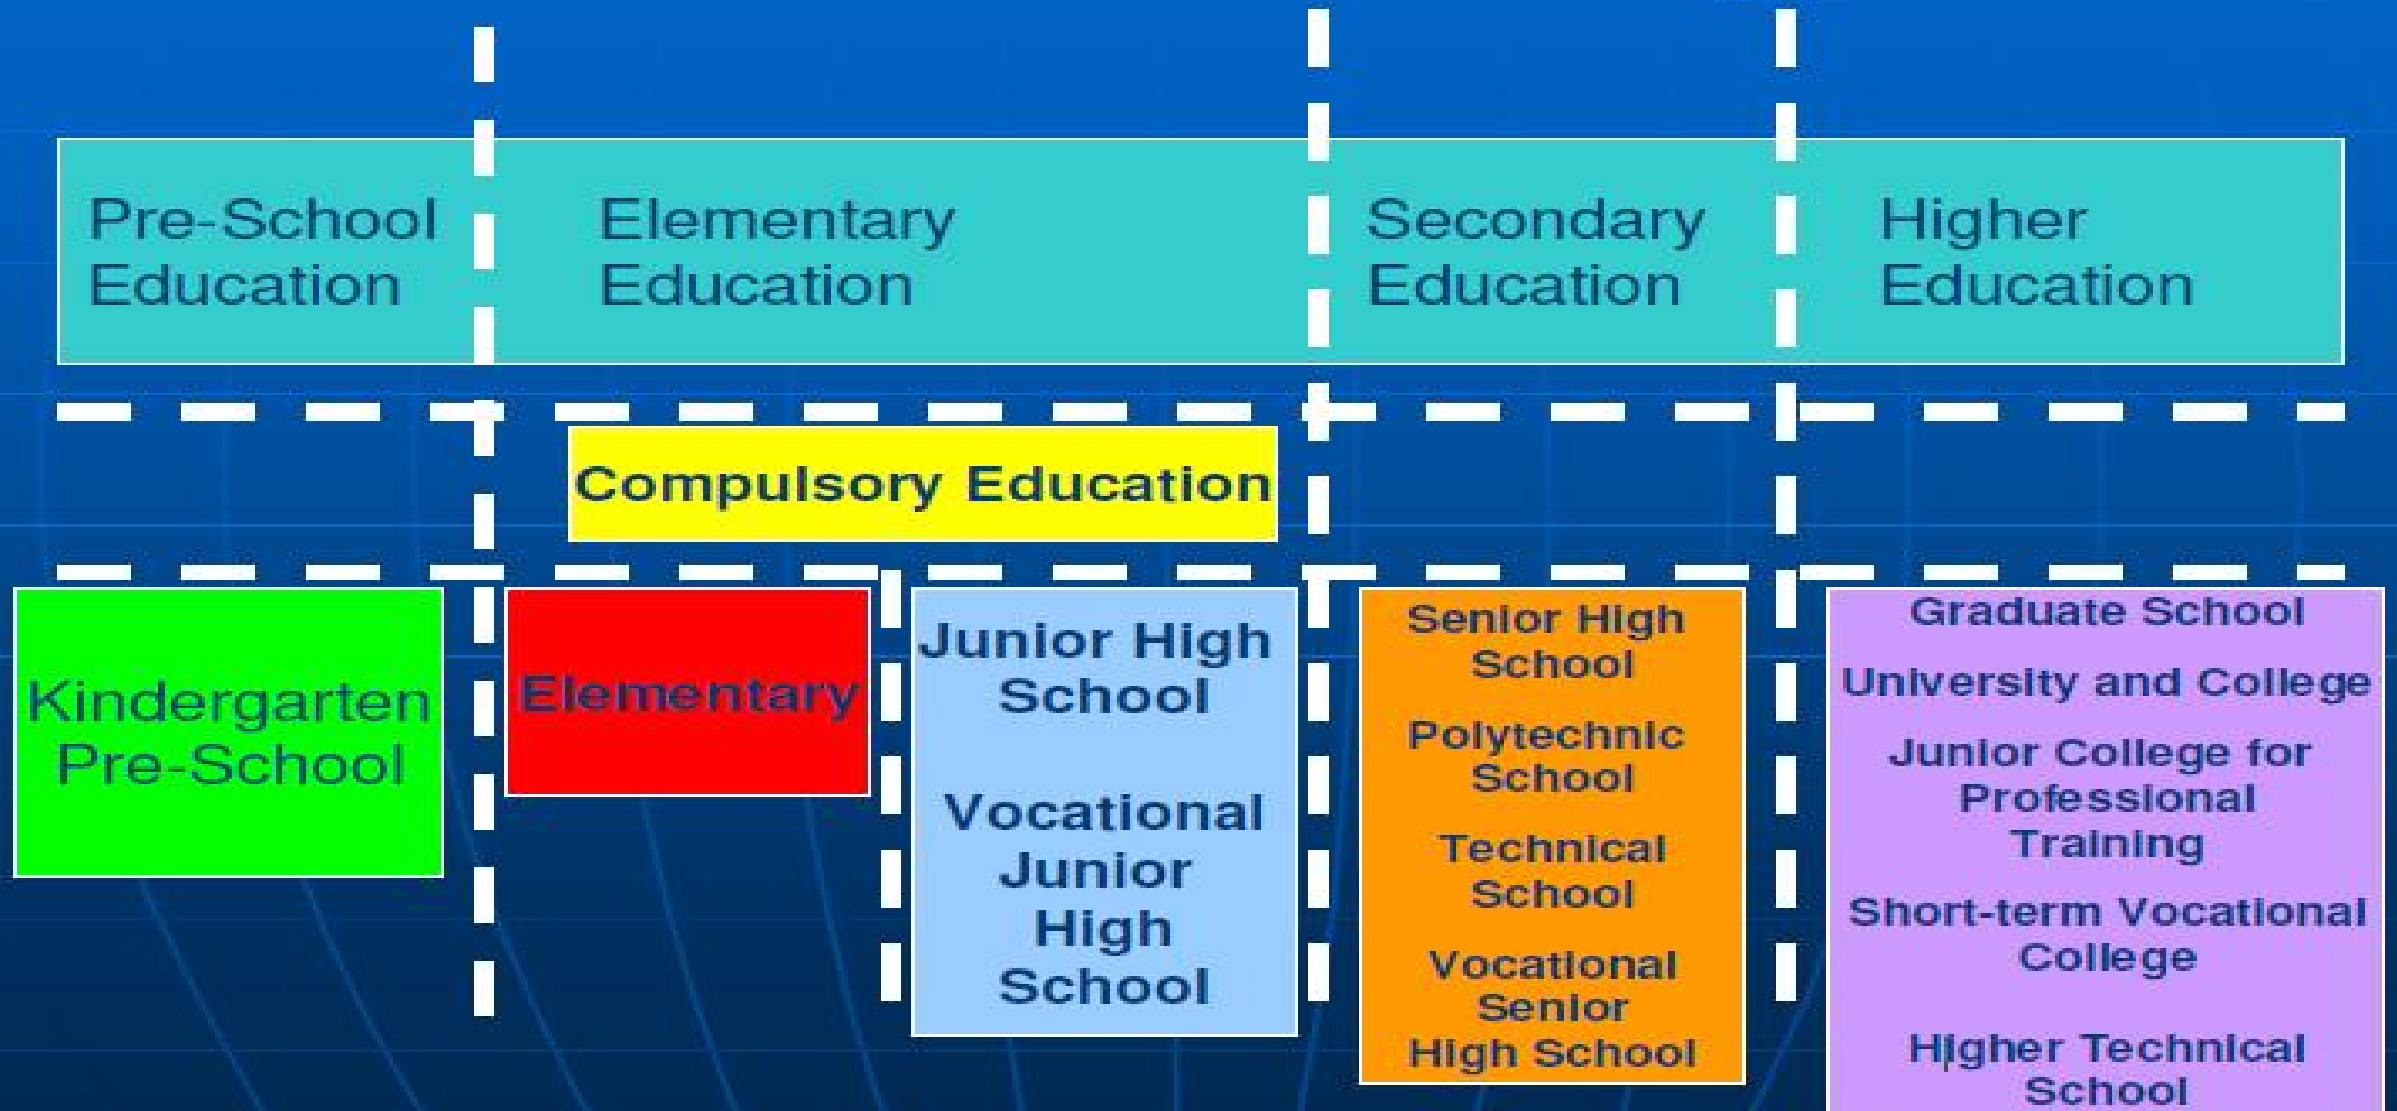 Pre-School
Education
Elementary
Education
Secondary
Education
Higher
Education
Compulsory Education
Kindergarten
Pre-School
Elementary
Junior High
School
Vocational
Junior
High
School
Senior High
School
Polytechnic
School
Technical
School
Vocational
Senior
High School
Graduate School
University and College
Junior College for
Professional
Training
Short-term Vocational
College
Higher Technical
School